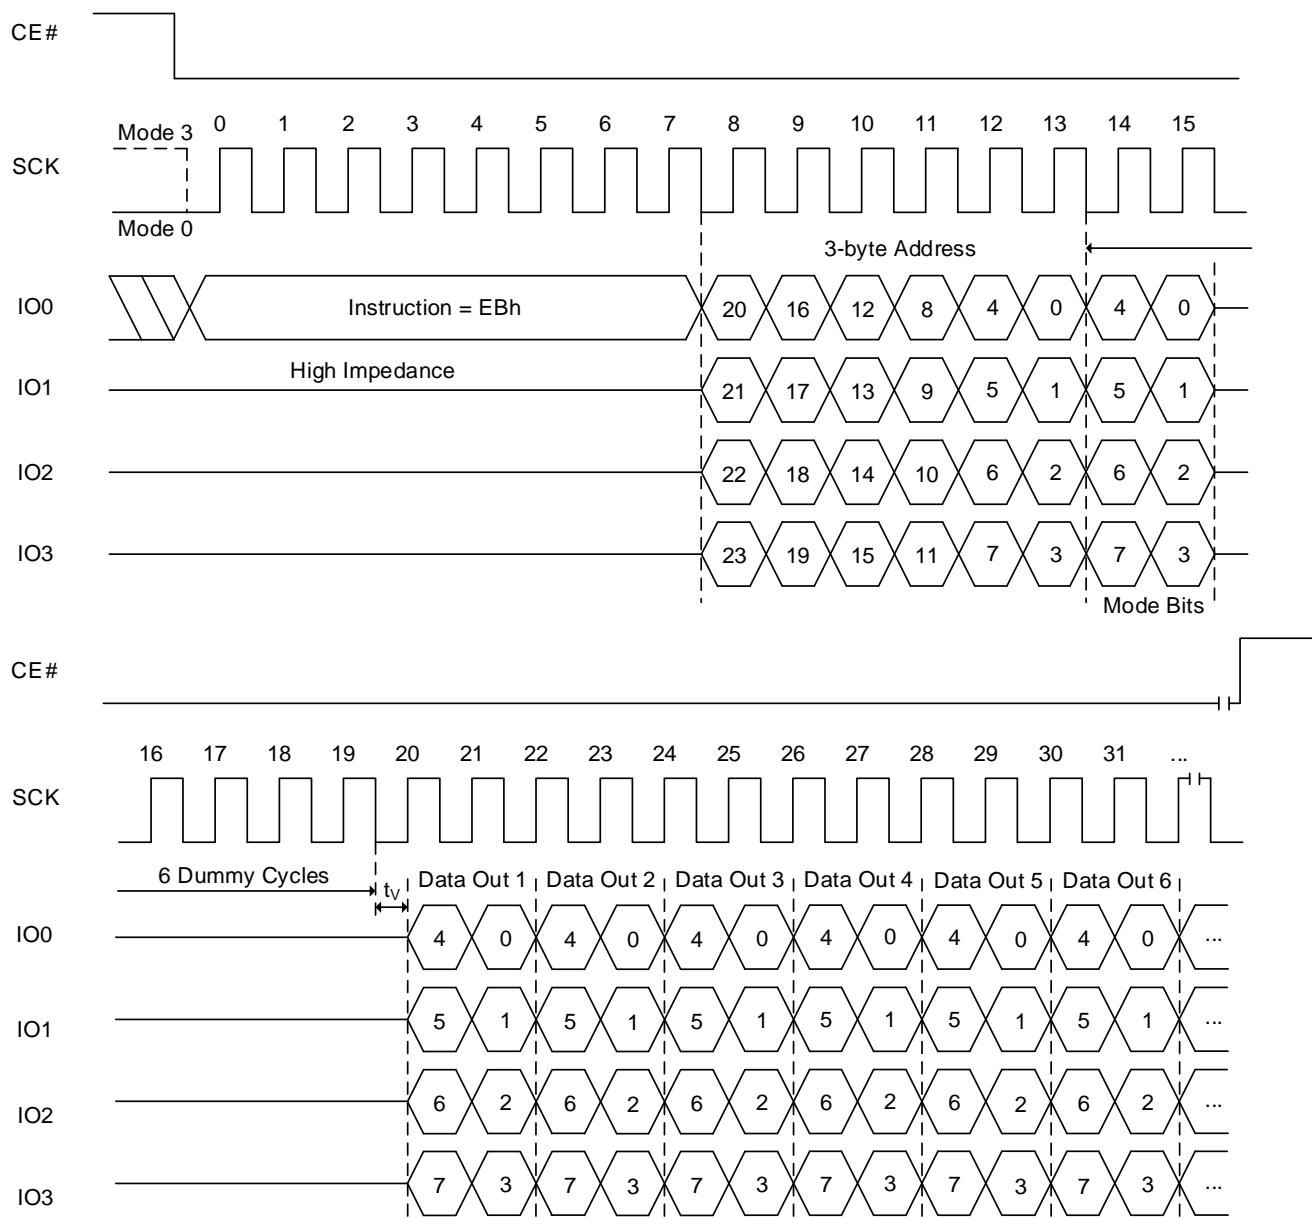 CE#
Mode 3 0 1 2 3 4 5 6 7 8 9 10 11 12 13 14 15
SCK
Mode 0
3-byte Address
IO0 Instruction = EBh 20 16 12 8 4 0 4 0
High Impedance
IO1 21 17 13 9 5 1 5 1
IO2 22 18 14 10 6 2 6 2
IO3 23 19 15 11 7 3 7 3
Mode Bits
CE#
16 17 18 19 20 21 22 23 24 25 26 27 28 29 30 31 ...
SCK
6 Dummy Cycles tV Data Out 1 Data Out 2 Data Out 3 Data Out 4 Data Out 5 Data Out 6
IO0 4 0 4 0 4 0 4 0 4 0 4 0 ...
IO1 5 1 5 1 5 1 5 1 5 1 5 1 ...
IO2 6 2 6 2 6 2 6 2 6 2 6 2 ...
IO3 7 3 7 3 7 3 7 3 7 3 7 3 ...